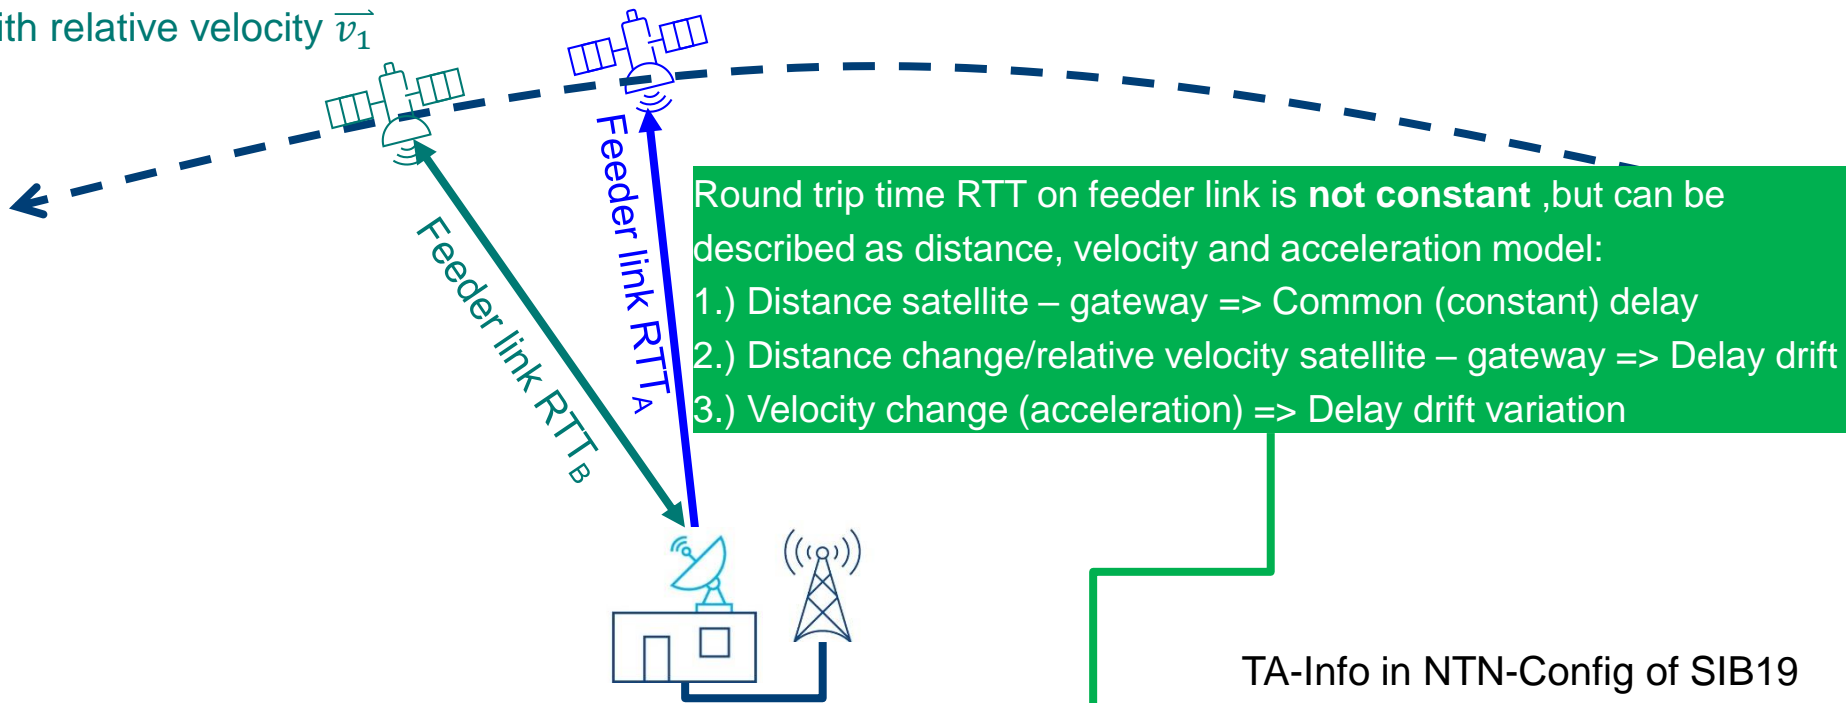 ith relative velocity v₁
Feeder link RTT_A
Feeder link RTT_B
Round trip time RTT on feeder link is not constant ,but can be
described as distance, velocity and acceleration model:
1.) Distance satellite – gateway => Common (constant) delay
2.) Distance change/relative velocity satellite – gateway => Delay drift
3.) Velocity change (acceleration) => Delay drift variation
TA-Info in NTN-Config of SIB19